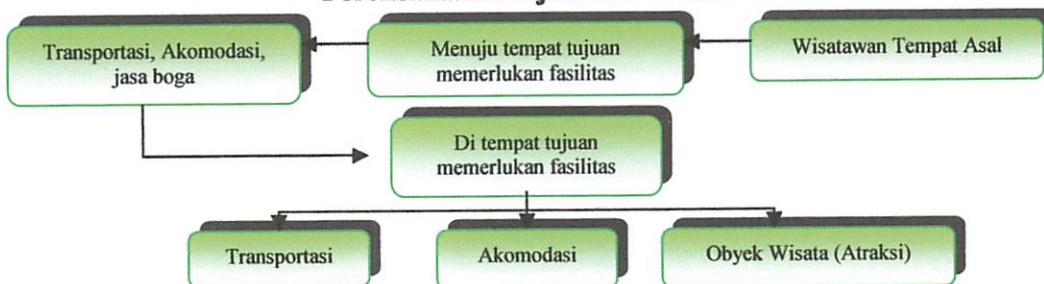 Transportasi, Akomodasi,
jasa boga
Menuju tempat tujuan
memerlukan fasilitas
Wisatawan Tempat Asal
Di tempat tujuan
memerlukan fasilitas
Transportasi
Akomodasi
Obyek Wisata (Atraksi)